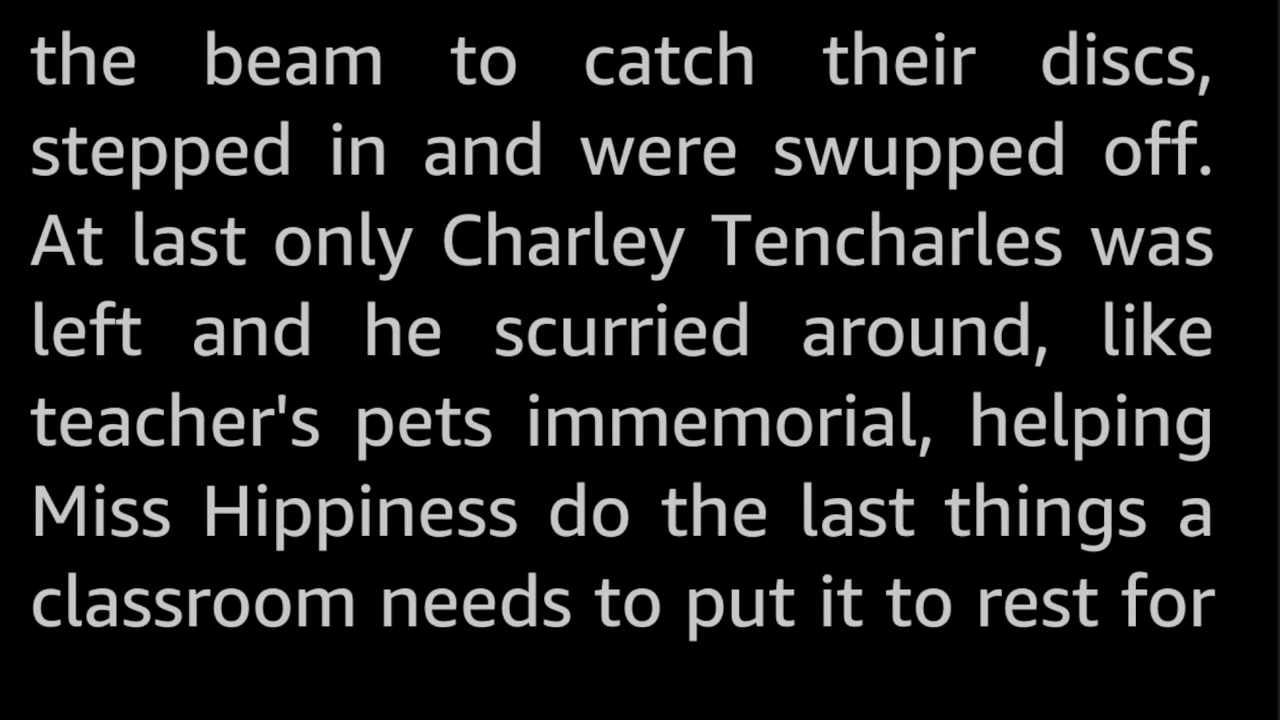 the beam to catch their discs,
stepped in and were swupped off.
At last only Charley Tencharles was
left and he scurried around, like
teacher's pets immemorial, helping
Miss Hippiness do the last things a
classroom needs to put it to rest for